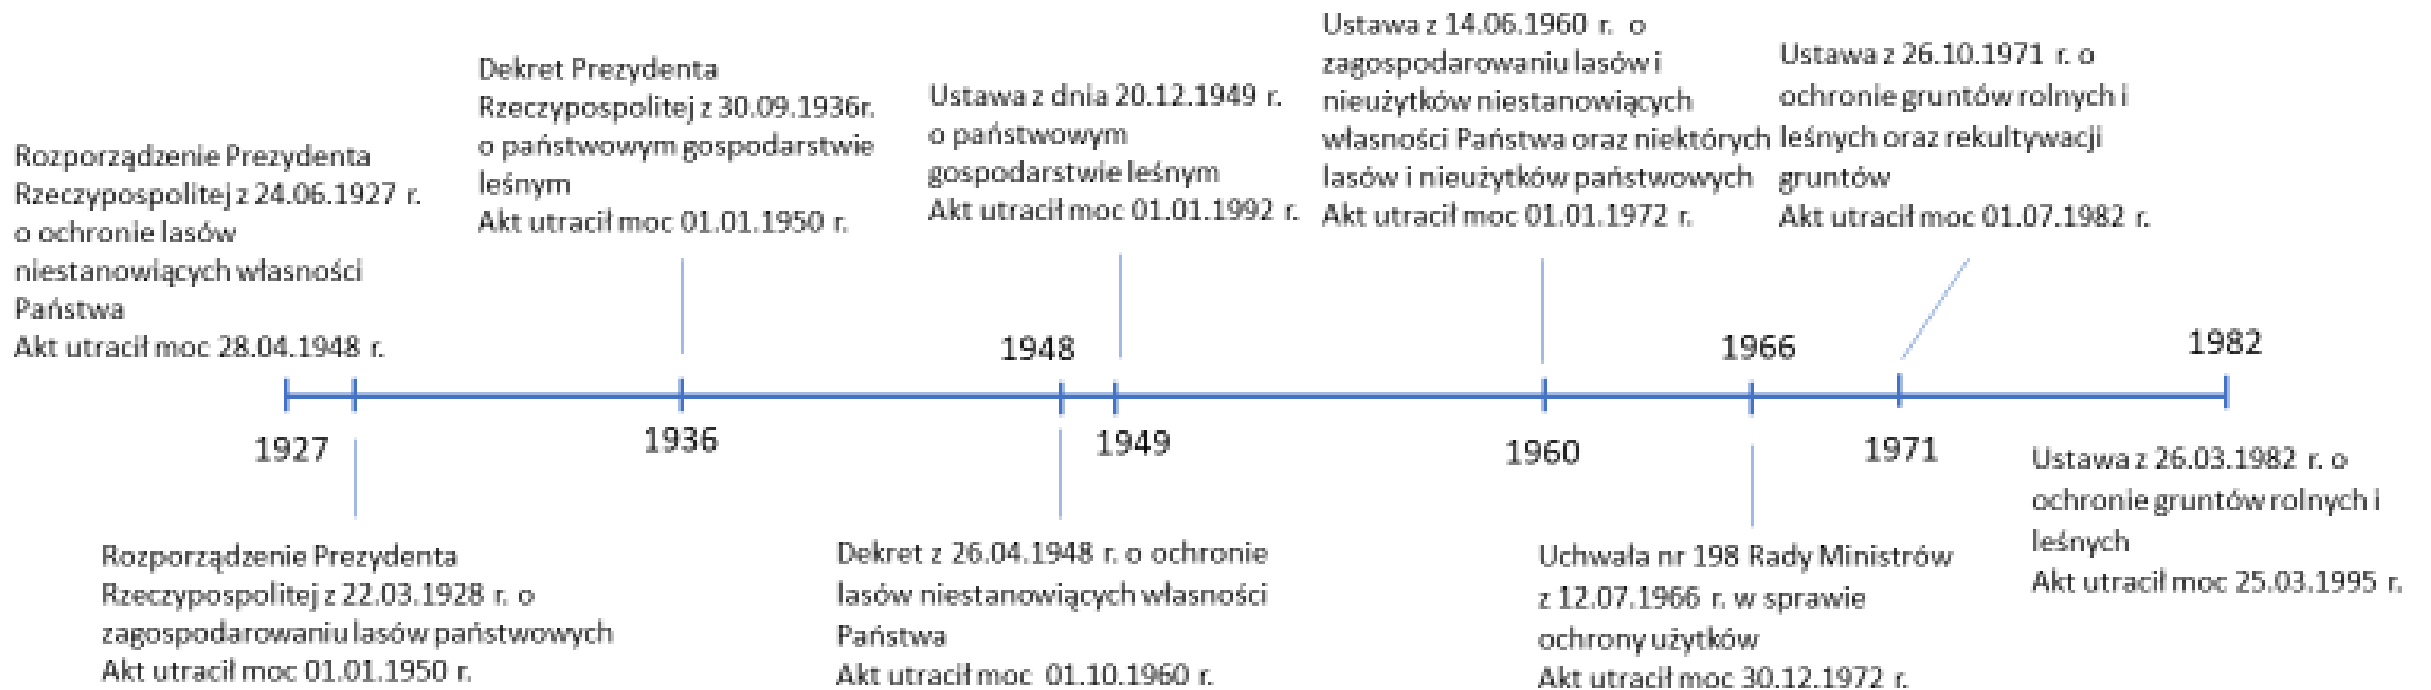 Rozporządzenie Prezydenta
Rzeczypospolitej z 24.06.1927 r.
o ochronie lasów
niestanowiących własności
Państwa
Akt utracił moc 28.04.1948 r.
Dekret Prezydenta
Rzeczypospolitej z 30.09.1936r.
o państwowym gospodarstwie
leśnym
Akt utracił moc 01.01.1950 r.
Ustawa z dnia 20.12.1949 r.
o państwowym
gospodarstwie leśnym
Akt utracił moc 01.01.1992 r.
Ustawa z 14.06.1960 r. o
zagospodarowaniu lasów i
nieużytków niestanowiących
własności Państwa oraz niektórych
lasów i nieużytków państwowych
Akt utracił moc 01.01.1972 r.
Ustawa z 26.10.1971 r. o
ochronie gruntów rolnych i
leśnych oraz rekultywacji
gruntów
Akt utracił moc 01.07.1982 r.
1948
1966
1982
1927
1936
1949
1960
1971
Rozporządzenie Prezydenta
Rzeczypospolitej z 22.03.1928 r. o
zagospodarowaniu lasów państwowych
Akt utracił moc 01.01.1950 r.
Dekret z 26.04.1948 r. o ochronie
lasów niestanowiących własności
Państwa
Akt utracił moc 01.10.1960 r.
Uchwała nr 198 Rady Ministrów
z 12.07.1966 r. w sprawie
ochrony użytków
Akt utracił moc 30.12.1972 r.
Ustawa z 26.03.1982 r. o
ochronie gruntów rolnych i
leśnych
Akt utracił moc 25.03.1995 r.